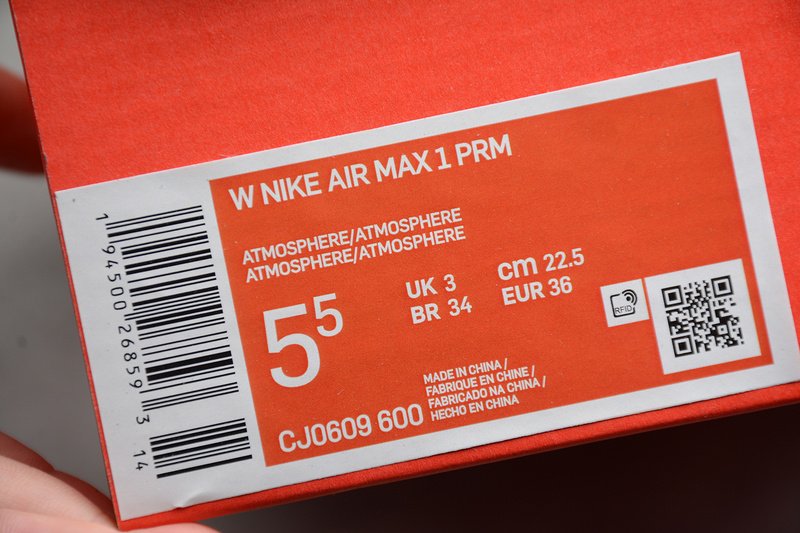 W NIKE AIR MAX 1 PRM
ATMOSPHERE/ATMOSPHERE
ATMOSPHERE/ATMOSPHERE
5⁵
UK 3
BR 34
cm 22.5
EUR 36
RFID
CJ0609 600
MADE IN CHINA /
FABRIQUE EN CHINE /
FABRICADO NA CHINA /
HECHO EN CHINA
1 94500 26859 3
14